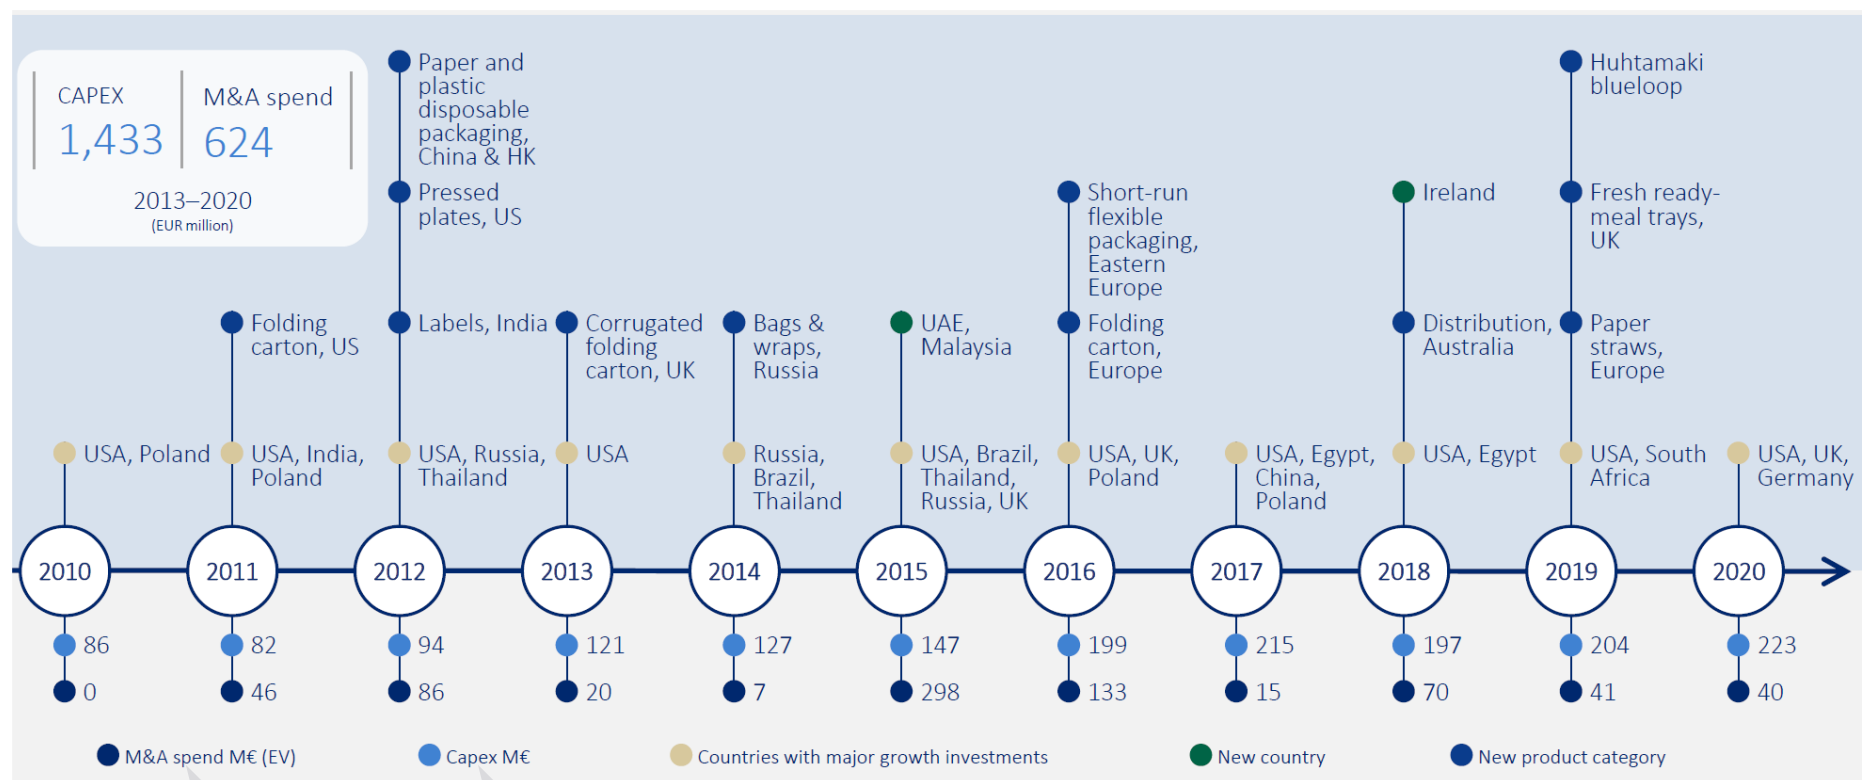 CAPEX
1,433
M&A spend
624
2013–2020
(EUR million)
Paper and
plastic
disposable
packaging,
China & HK
Pressed
plates, US
Labels, India
USA, Russia,
Thailand
Folding
carton, US
USA, India,
Poland
USA, Poland
Corrugated
folding
carton, UK
USA
Bags &
wraps,
Russia
Russia,
Brazil,
Thailand
UAE,
Malaysia
USA, Brazil,
Thailand,
Russia, UK
Short-run
flexible
packaging,
Eastern
Europe
Folding
carton,
Europe
USA, UK,
Poland
USA, Egypt,
China,
Poland
Ireland
Distribution,
Australia
USA, Egypt
Huhtamaki
blueloop
Fresh ready-
meal trays,
UK
Paper
straws,
Europe
USA, South
Africa
USA, UK,
Germany
2010 2011 2012 2013 2014 2015 2016 2017 2018 2019 2020
86 82 94 121 127 147 199 215 197 204 223
0 46 86 20 7 298 133 15 70 41 40
M&A spend M€ (EV)
Capex M€
Countries with major growth investments
New country
New product category